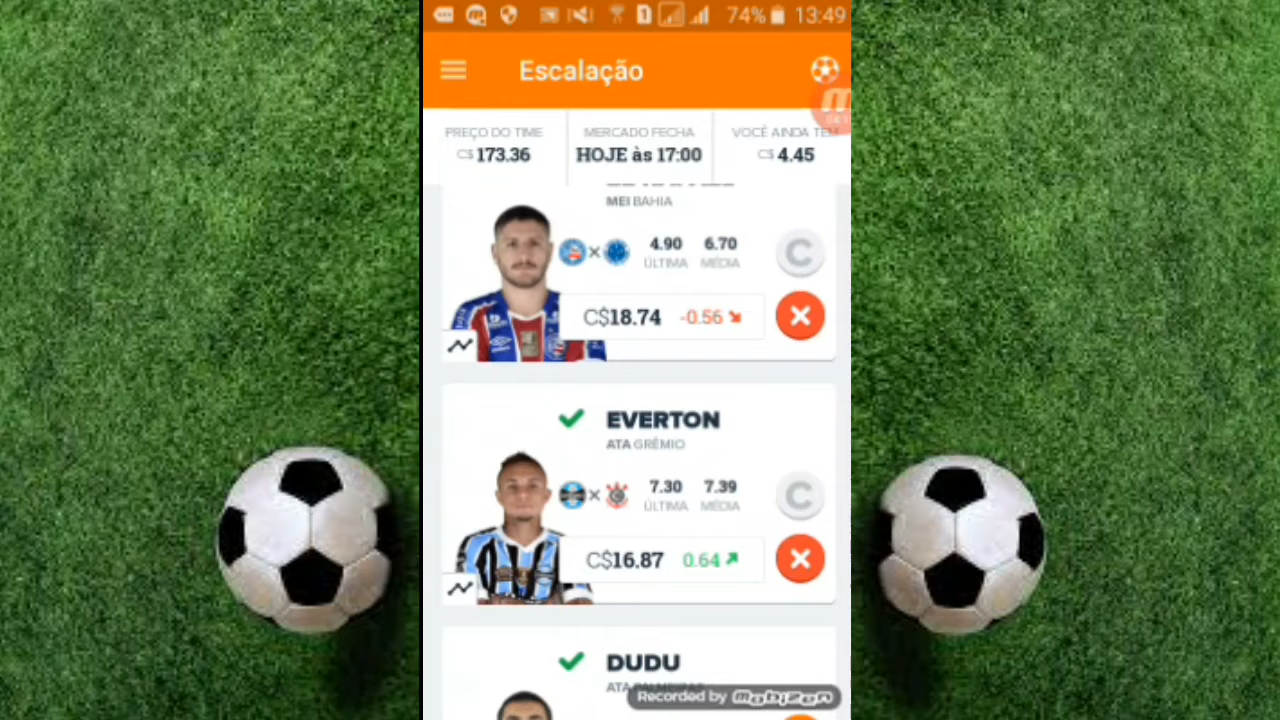 74% 13:49
Escalação
PREÇO DO TIME
C$ 173.36
MERCADO FECHA
HOJE às 17:00
VOCÊ AINDA TEM
C$ 4.45
MEI BAHIA
4.90 6.70
ÚLTIMA MÉDIA
C
C$18.74 -0.56
EVERTON
ATA GRÊMIO
7.30 7.39
ÚLTIMA MÉDIA
C
C$16.87 0.64
DUDU
ATA
Recorded by mobizen